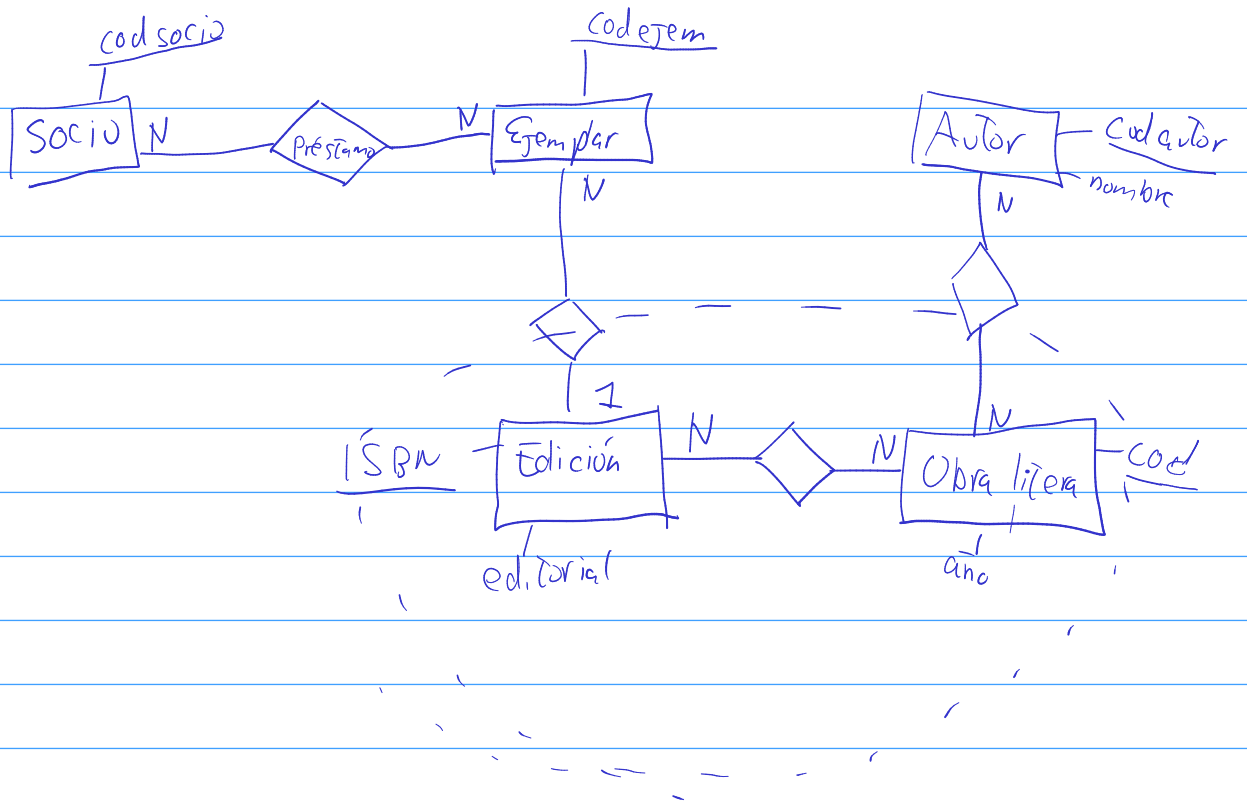 codsocio
codejem
Socio N Préstamo N Ejemplar
Autor codautor
nombre
N
N
1
N
ISBN Edición N N Obra litera cod
editorial
año